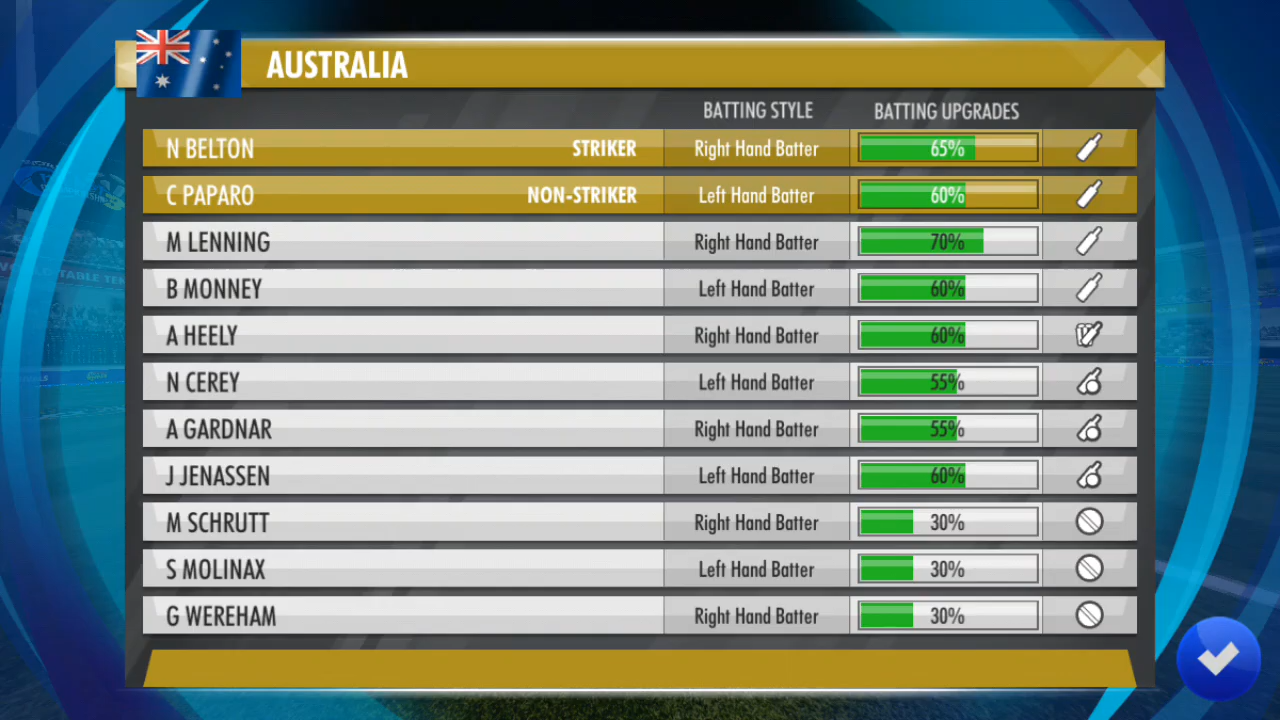 AUSTRALIA
BATTING STYLE BATTING UPGRADES
N BELTON STRIKER Right Hand Batter 65%
C PAPARO NON-STRIKER Left Hand Batter 60%
M LENNING Right Hand Batter 70%
B MONNEY Left Hand Batter 60%
A HEELY Right Hand Batter 60%
N CEREY Left Hand Batter 55%
A GARDNAR Right Hand Batter 55%
J JENASSEN Left Hand Batter 60%
M SCHRUTT Right Hand Batter 30%
S MOLINAX Left Hand Batter 30%
G WEREHAM Right Hand Batter 30%